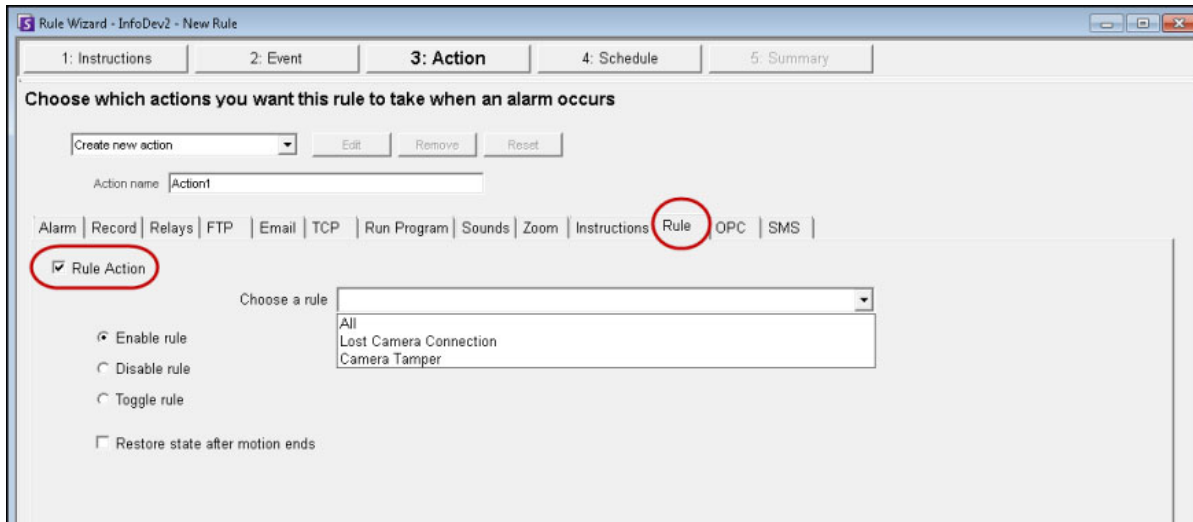 Rule Wizard - InfoDev2 - New Rule
1: Instructions 2: Event 3: Action 4: Schedule 5: Summary
Choose which actions you want this rule to take when an alarm occurs
Create new action Edit Remove Reset
Action name Action1
Alarm Record Relays FTP Email TCP Run Program Sounds Zoom Instructions Rule OPC SMS
Rule Action
Choose a rule
All
Enable rule
Lost Camera Connection
Camera Tamper
Disable rule
Toggle rule
Restore state after motion ends